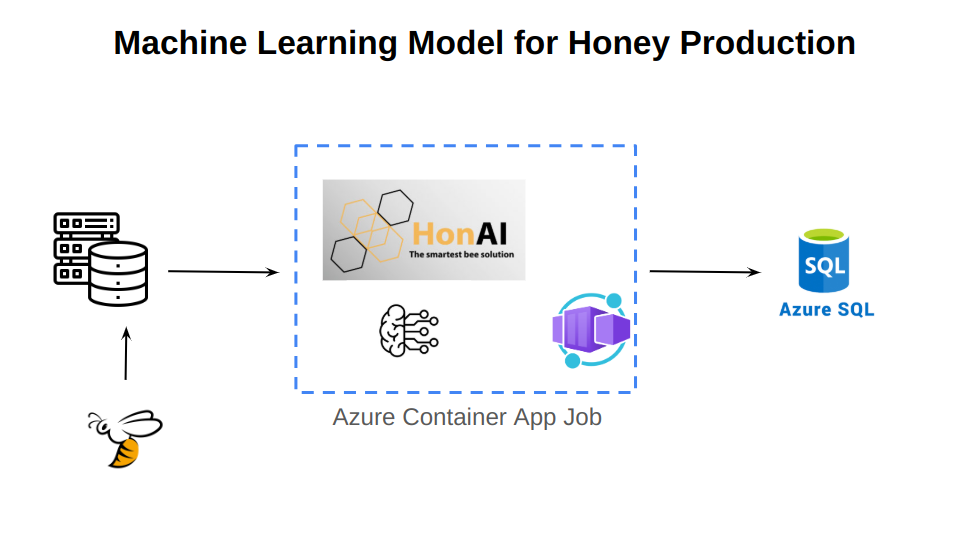 Machine Learning Model for Honey Production
HonAI
The smartest bee solution
SQL
Azure SQL
Azure Container App Job